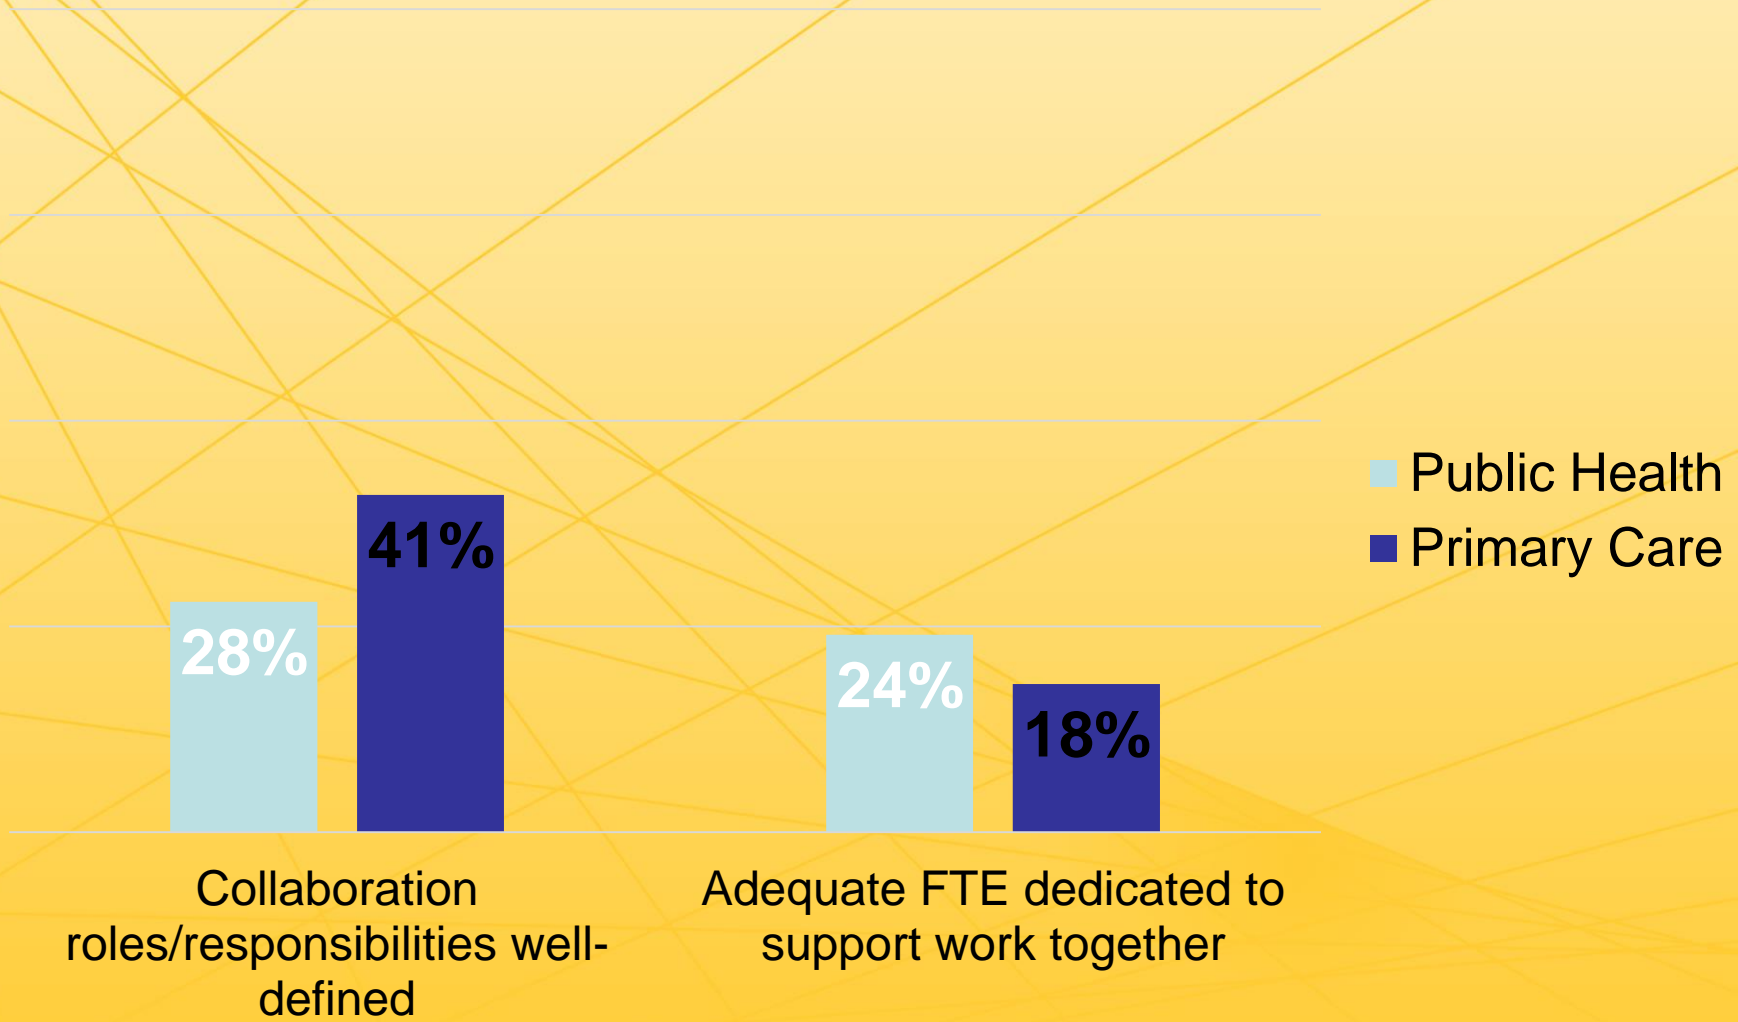 41%
28%
24%
18%
Public Health
Primary Care
Collaboration
roles/responsibilities well-
defined
Adequate FTE dedicated to
support work together